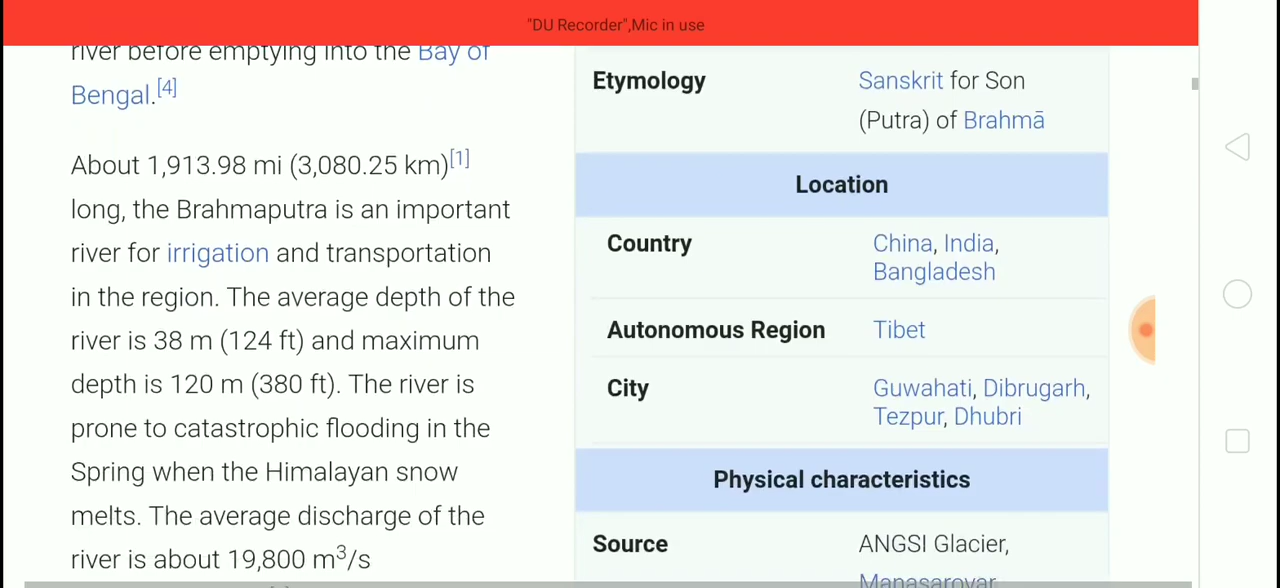 "DU Recorder",Mic in use
river before emptying into the Bay of
Bengal.[4]
About 1,913.98 mi (3,080.25 km)[1]
long, the Brahmaputra is an important
river for irrigation and transportation
in the region. The average depth of the
river is 38 m (124 ft) and maximum
depth is 120 m (380 ft). The river is
prone to catastrophic flooding in the
Spring when the Himalayan snow
melts. The average discharge of the
river is about 19,800 m³/s
Etymology
Sanskrit for Son
(Putra) of Brahmā
Location
Country
China, India,
Bangladesh
Autonomous Region
Tibet
City
Guwahati, Dibrugarh,
Tezpur, Dhubri
Physical characteristics
Source
ANGSI Glacier,
Manasarovar